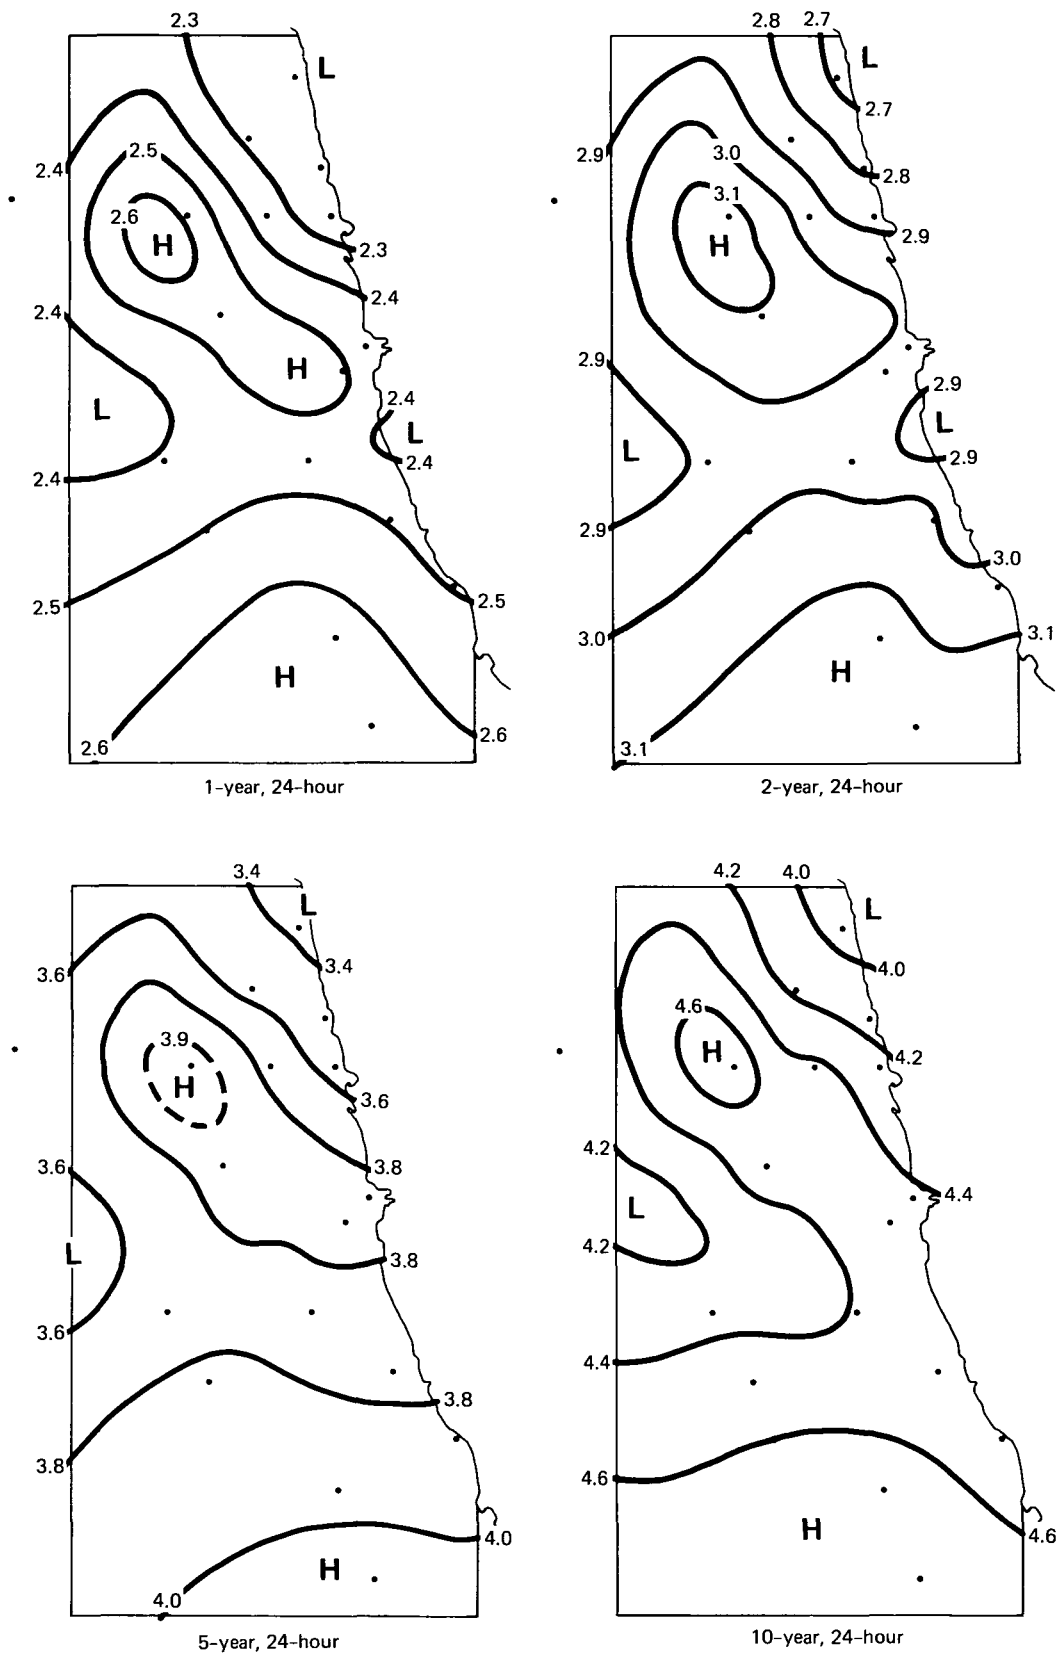 2.3
L
2.4
2.5
2.6
H
2.3
2.4
2.4
H
L
2.4
L
2.4
2.4
2.5
2.5
H
2.6
2.6
1-year, 24-hour
2.8 2.7
L
2.7
2.9
3.0
2.8
3.1
H
2.9
2.9
2.9
L
L
2.9
2.9
3.0
3.0
3.1
H
3.1
2-year, 24-hour
3.4
L
3.4
3.6
3.9
H
3.6
3.6
3.8
L
3.8
3.6
3.8
3.8
4.0
H
4.0
5-year, 24-hour
4.2 4.0
L
4.0
4.6
H
4.2
4.2
4.4
L
4.2
4.4
4.6
H
4.6
10-year, 24-hour